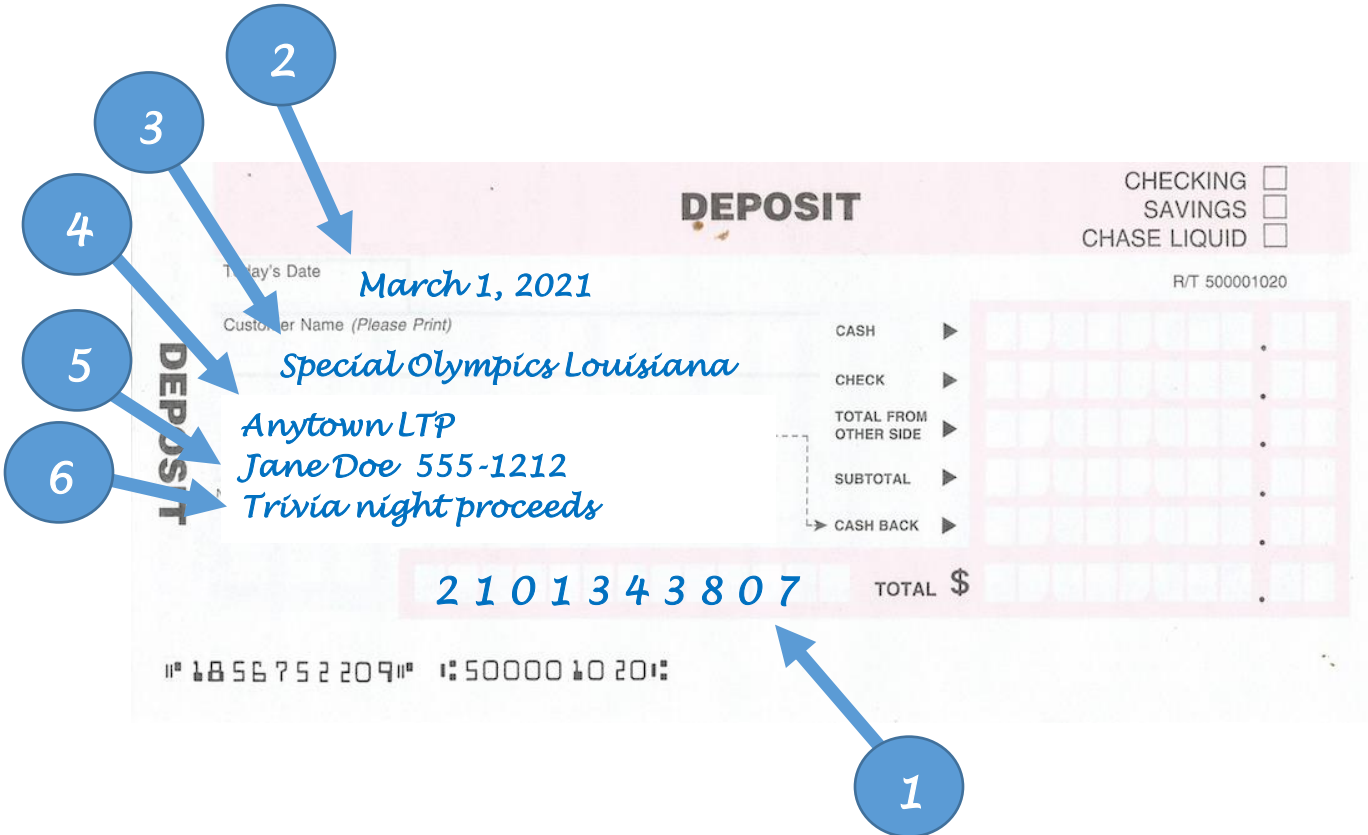 2
3
4
5
6
DEPOSIT
CHECKING
SAVINGS
CHASE LIQUID
Today's Date
March 1, 2021
R/T 500001020
Customer Name (Please Print)
Special Olympics Louisiana
DEPOSIT
Anytown LTP
Jane Doe 555-1212
Trivia night proceeds
CASH
CHECK
TOTAL FROM
OTHER SIDE
SUBTOTAL
CASH BACK
2 1 0 1 3 4 3 8 0 7
TOTAL $
⑈1856752209⑈ ⑆500001020⑆
1